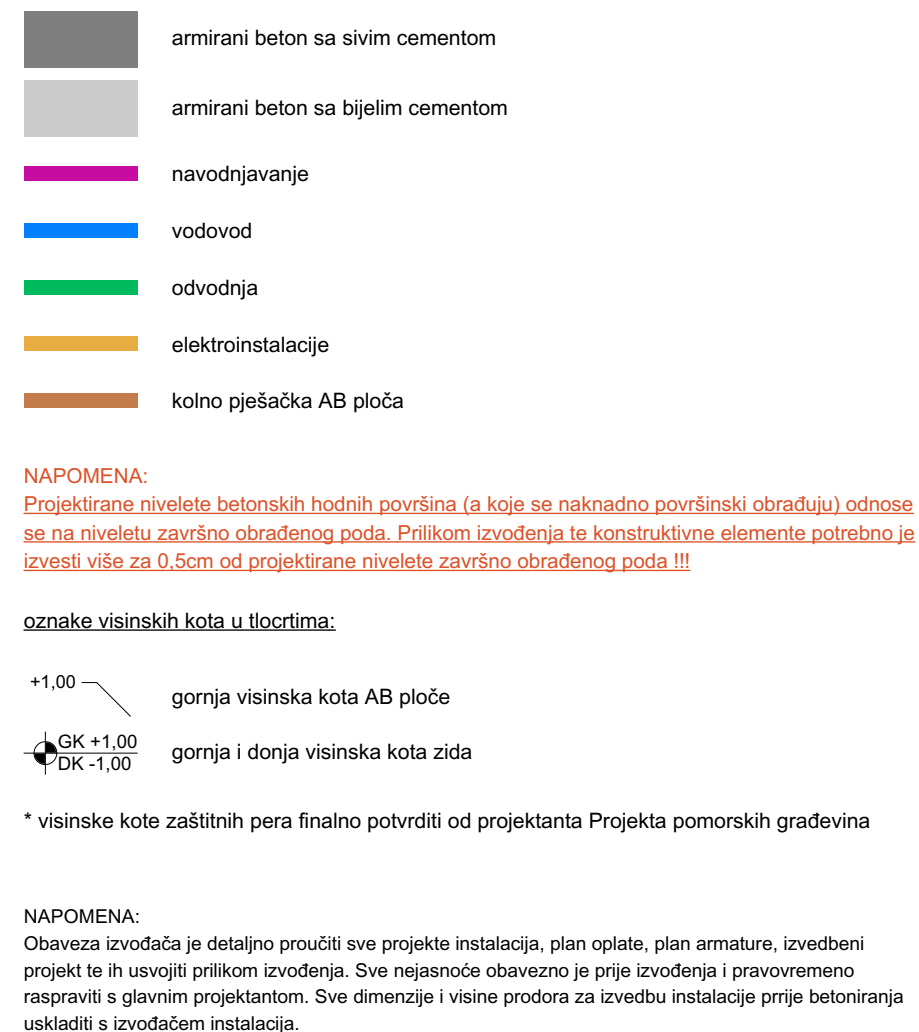 armirani beton sa sivim cementom
armirani beton sa bijelim cementom
navodnjavanje
vodovod
odvodnja
elektroinstalacije
kolno pješačka AB ploča
NAPOMENA:
Projektirane nivelete betonskih hodnih površina (a koje se naknadno površinski obrađuju) odnose
se na niveletu završno obrađenog poda. Prilikom izvođenja te konstruktivne elemente potrebno je
izvesti više za 0,5cm od projektirane nivelete završno obrađenog poda !!!
oznake visinskih kota u tlocrtima:
+1,00
gornja visinska kota AB ploče
GK +1,00
DK -1,00
gornja i donja visinska kota zida
* visinske kote zaštitnih pera finalno potvrditi od projektanta Projekta pomorskih građevina
NAPOMENA:
Obaveza izvođača je detaljno proučiti sve projekte instalacija, plan oplate, plan armature, izvedbeni
projekt te ih usvojiti prilikom izvođenja. Sve nejasnoće obavezno je prije izvođenja i pravovremeno
raspraviti s glavnim projektantom. Sve dimenzije i visine prodora za izvedbu instalacije prrije betoniranja
uskladiti s izvođačem instalacija.